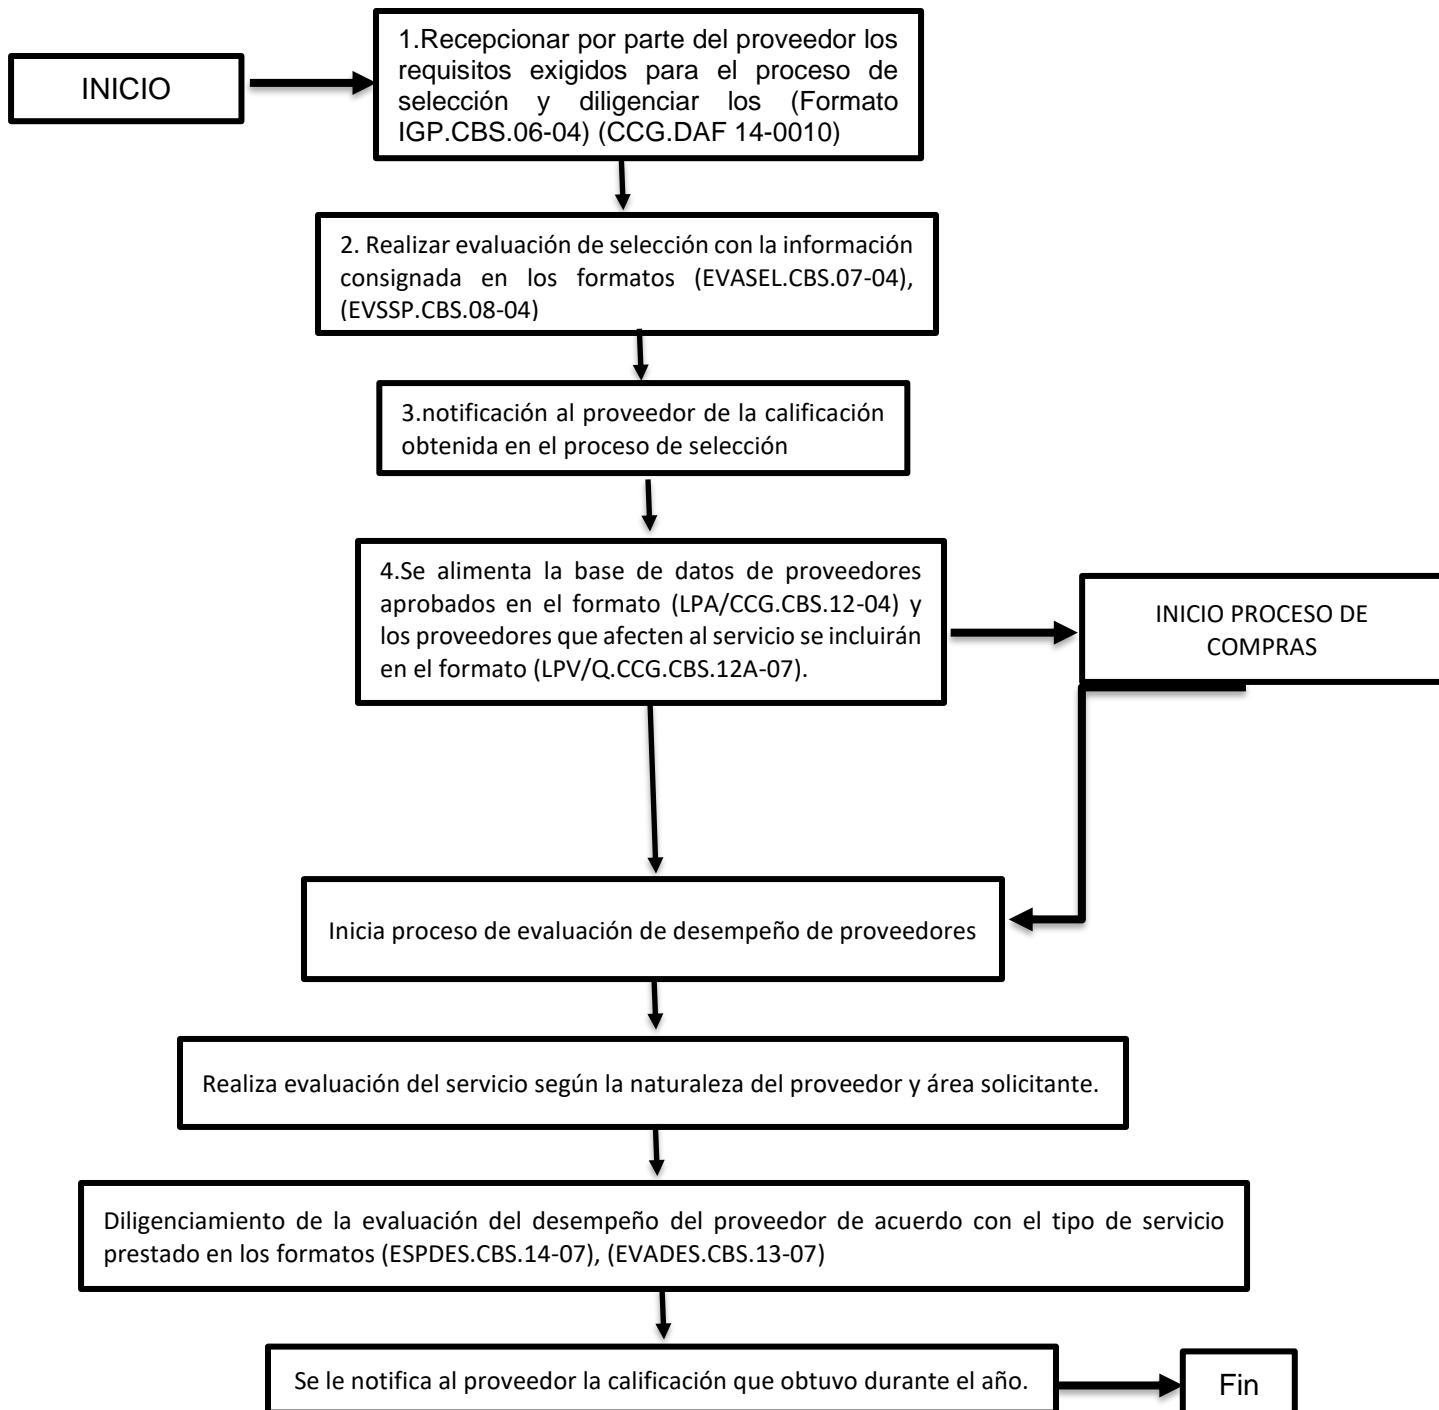 INICIO
1.Recepcionar por parte del proveedor los
requisitos exigidos para el proceso de
selección y diligenciar los (Formato
IGP.CBS.06-04) (CCG.DAF 14-0010)
2. Realizar evaluación de selección con la información
consignada en los formatos (EVASEL.CBS.07-04),
(EVSSP.CBS.08-04)
3.notificación al proveedor de la calificación
obtenida en el proceso de selección
4.Se alimenta la base de datos de proveedores
aprobados en el formato (LPA/CCG.CBS.12-04) y
los proveedores que afecten al servicio se incluirán
en el formato (LPV/Q.CCG.CBS.12A-07).
INICIO PROCESO DE
COMPRAS
Inicia proceso de evaluación de desempeño de proveedores
Realiza evaluación del servicio según la naturaleza del proveedor y área solicitante.
Diligenciamiento de la evaluación del desempeño del proveedor de acuerdo con el tipo de servicio
prestado en los formatos (ESPDES.CBS.14-07), (EVADES.CBS.13-07)
Se le notifica al proveedor la calificación que obtuvo durante el año.
Fin